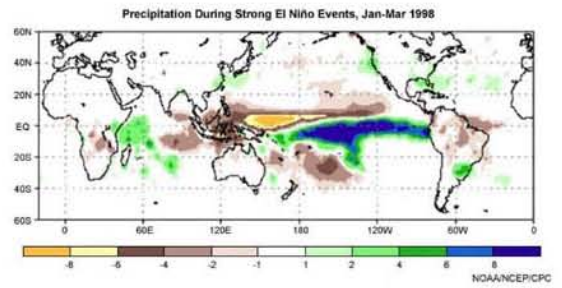 Precipitation During Strong El Niño Events, Jan-Mar 1998
60N
40N
20N
EQ
20S
40S
60S
0 60E 120E 180 120W 60W 0
-8 -6 -4 -2 -1 1 2 4 6 8
NOAA/NCEP/CPC